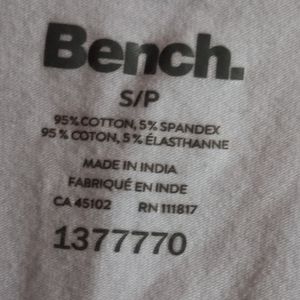 Bench.
S/P
95% COTTON, 5% SPANDEX
95% COTON, 5% ÉLASTHANNE
MADE IN INDIA
FABRIQUÉ EN INDE
CA 45102 RN 111817
1377770